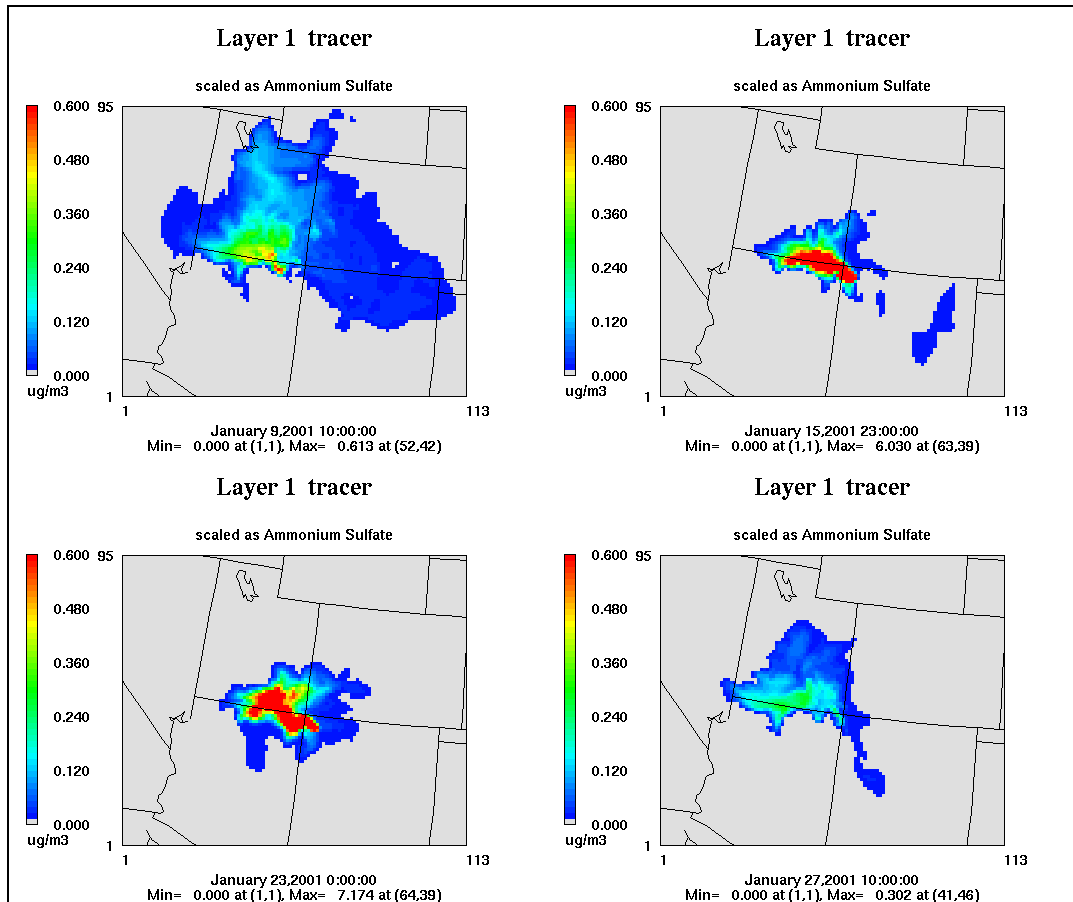 Layer 1 tracer
scaled as Ammonium Sulfate
0.600
0.480
0.360
0.240
0.120
0.000
ug/m3
95
1
1
113
January 9,2001 10:00:00
Min= 0.000 at (1,1), Max= 0.613 at (52,42)
Layer 1 tracer
scaled as Ammonium Sulfate
0.600
0.480
0.360
0.240
0.120
0.000
ug/m3
95
1
1
113
January 15,2001 23:00:00
Min= 0.000 at (1,1), Max= 6.030 at (63,39)
Layer 1 tracer
scaled as Ammonium Sulfate
0.600
0.480
0.360
0.240
0.120
0.000
ug/m3
95
1
1
113
January 23,2001 0:00:00
Min= 0.000 at (1,1), Max= 7.174 at (64,39)
Layer 1 tracer
scaled as Ammonium Sulfate
0.600
0.480
0.360
0.240
0.120
0.000
ug/m3
95
1
1
113
January 27,2001 10:00:00
Min= 0.000 at (1,1), Max= 0.302 at (41,46)